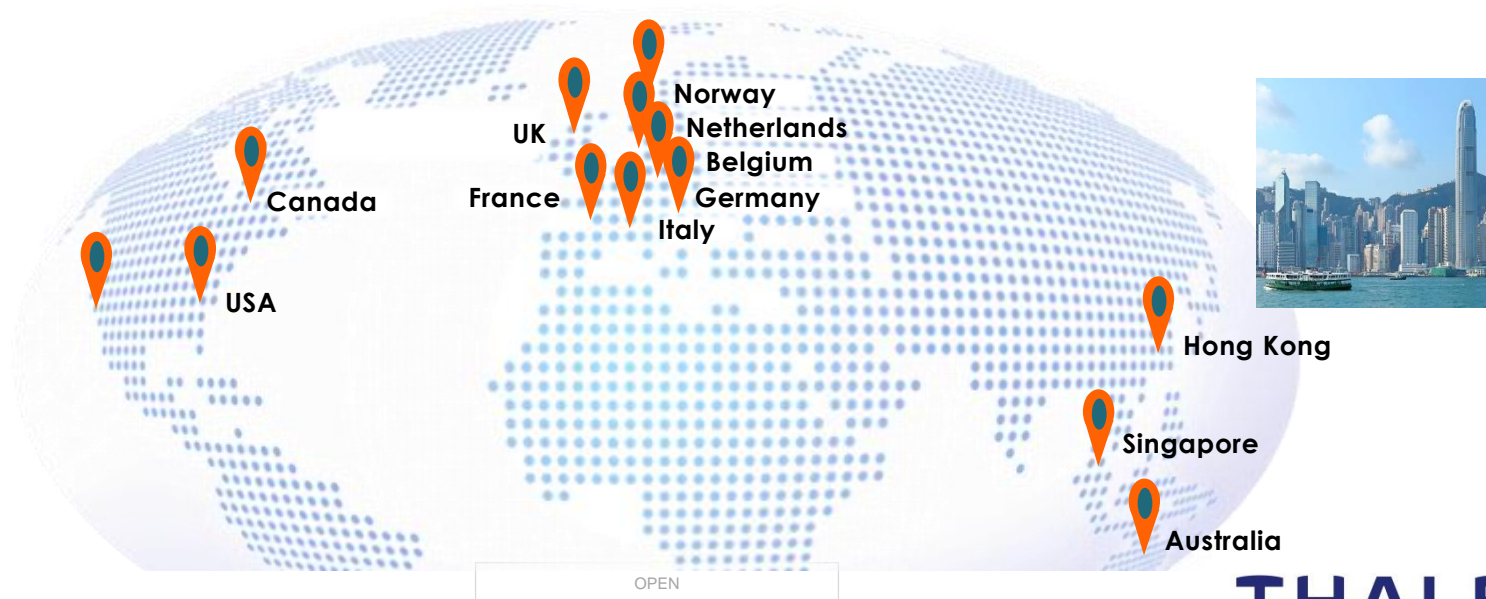 Norway
UK
Netherlands
Belgium
Canada
France
Germany
Italy
USA
Hong Kong
Singapore
Australia
OPEN